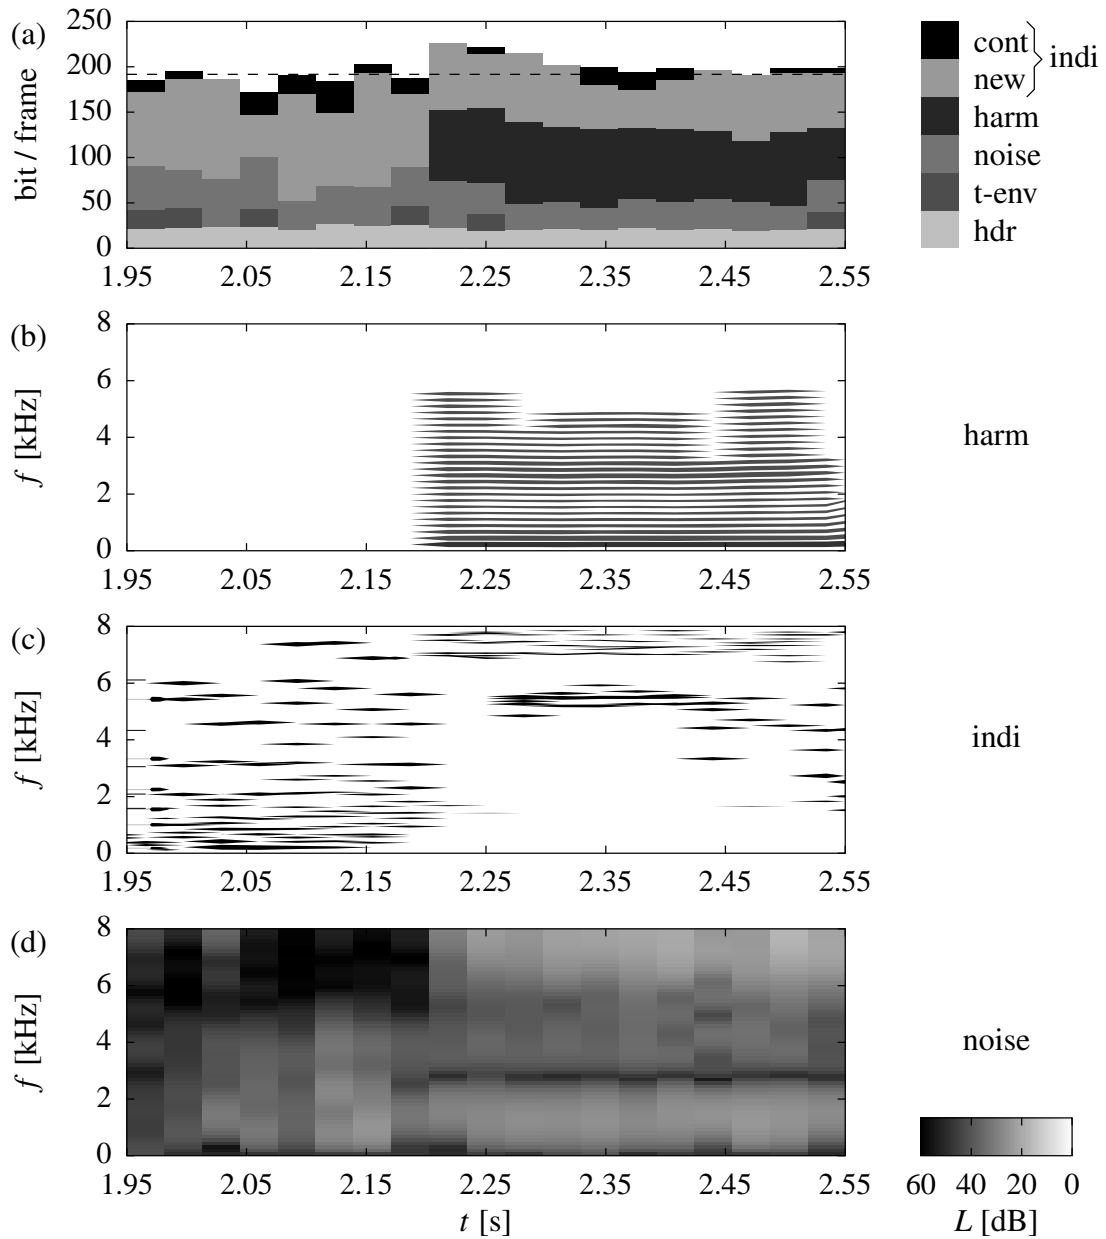 (a)
bit / frame
250
200
150
100
50
0
1.95 2.05 2.15 2.25 2.35 2.45 2.55
cont
new
indi
harm
noise
t-env
hdr
(b)
f [kHz]
8
6
4
2
0
1.95 2.05 2.15 2.25 2.35 2.45 2.55
harm
(c)
f [kHz]
8
6
4
2
0
1.95 2.05 2.15 2.25 2.35 2.45 2.55
indi
(d)
f [kHz]
8
6
4
2
0
1.95 2.05 2.15 2.25 2.35 2.45 2.55
t [s]
noise
60 40 20 0
L [dB]